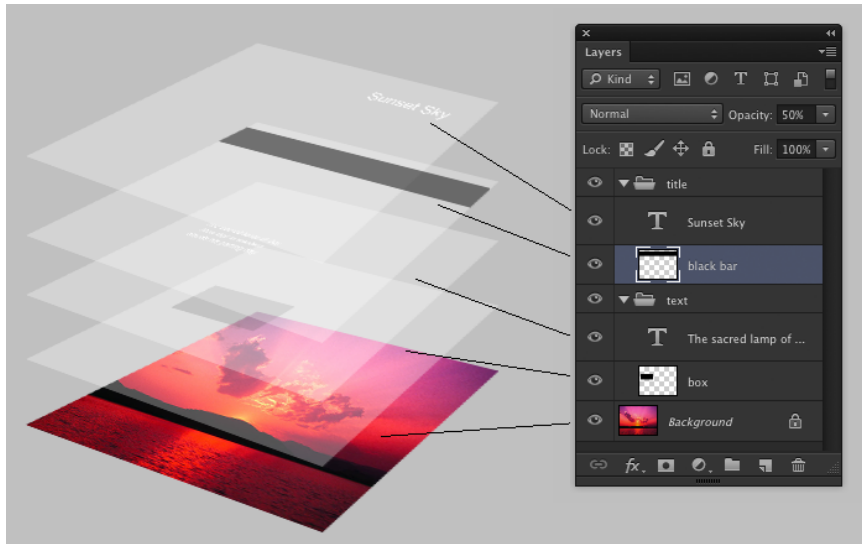 Sunset Sky
Layers
Kind
Normal
Opacity: 50%
Lock:
Fill: 100%
title
Sunset Sky
black bar
text
The sacred lamp of ...
box
Background
fx